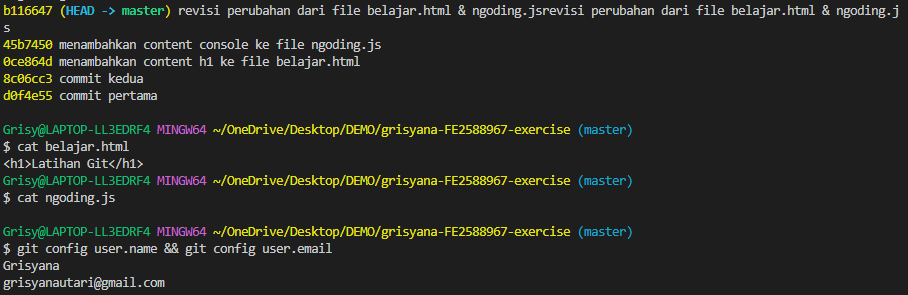 b116647 (HEAD -> master) revisi perubahan dari file belajar.html & ngoding.jsrevisi perubahan dari file belajar.html & ngoding.j
s
45b7450 menambahkan content console ke file ngoding.js
0ce864d menambahkan content h1 ke file belajar.html
8c06cc3 commit kedua
d0f4e55 commit pertama
Grisy@LAPTOP-LL3EDRF4 MINGW64 ~/OneDrive/Desktop/DEMO/grisyana-FE2588967-exercise (master)
$ cat belajar.html
<h1>Latihan Git</h1>
Grisy@LAPTOP-LL3EDRF4 MINGW64 ~/OneDrive/Desktop/DEMO/grisyana-FE2588967-exercise (master)
$ cat ngoding.js
Grisy@LAPTOP-LL3EDRF4 MINGW64 ~/OneDrive/Desktop/DEMO/grisyana-FE2588967-exercise (master)
$ git config user.name && git config user.email
Grisyana
grisyanautari@gmail.com